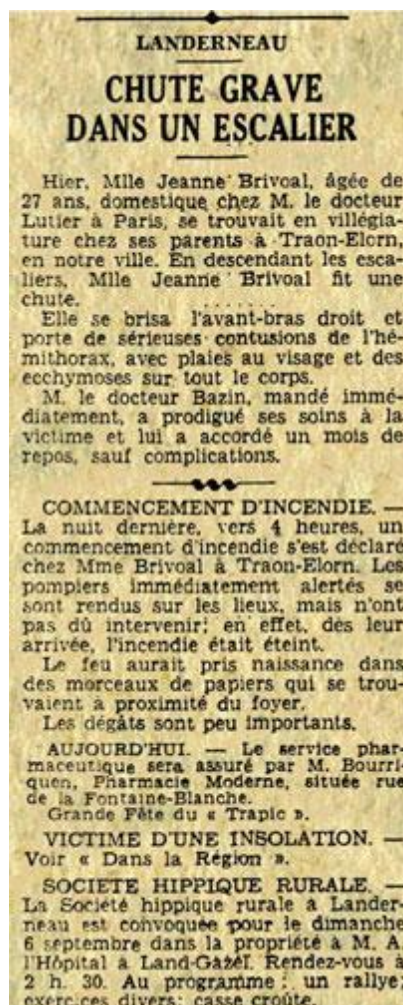 LANDERNEAU
CHUTE GRAVE
DANS UN ESCALIER
Hier, Mlle Jeanne Brivoal, âgée de
27 ans, domestique chez M. le docteur
Lutier à Paris, se trouvait en villégia-
ture chez ses parents à Traon-Elorn,
en notre ville. En descendant les esca-
liers, Mlle Jeanne Brivoal fit une
chute. .......
Elle se brisa l'avant-bras droit et
porte de sérieuses contusions de l'hé-
mithorax, avec plaies au visage et des
ecchymoses sur tout le corps.
M. le docteur Bazin, mandé immé-
diatement, a prodigué ses soins à la
victime et lui a accordé un mois de
repos, sauf complications.
COMMENCEMENT D'INCENDIE. —
La nuit dernière, vers 4 heures, un
commencement d'incendie s'est déclaré
chez Mme Brivoal à Traon-Elorn. Les
pompiers immédiatement alertés se
sont rendus sur les lieux, mais n'ont
pas dû intervenir; en effet, dès leur
arrivée, l'incendie était éteint.
Le feu aurait pris naissance dans
des morceaux de papiers qui se trou-
vaient à proximité du foyer.
Les dégâts sont peu importants.
AUJOURD'HUI. — Le service phar-
maceutique sera assuré par M. Bourri-
quen, Pharmacie Moderne, située rue
de la Fontaine-Blanche.
Grande Fête du « Trapic ».
VICTIME D'UNE INSOLATION. —
Voir « Dans la Région ».
SOCIETE HIPPIQUE RURALE. —
La Société hippique rurale à Lander-
neau est convoquée pour le dimanche
6 septembre dans la propriété à M. A.
l'Hôpital à Land-Gazel. Rendez-vous à
2 h. 30. Au programme : un rallye;
exercices divers; casse croûte.